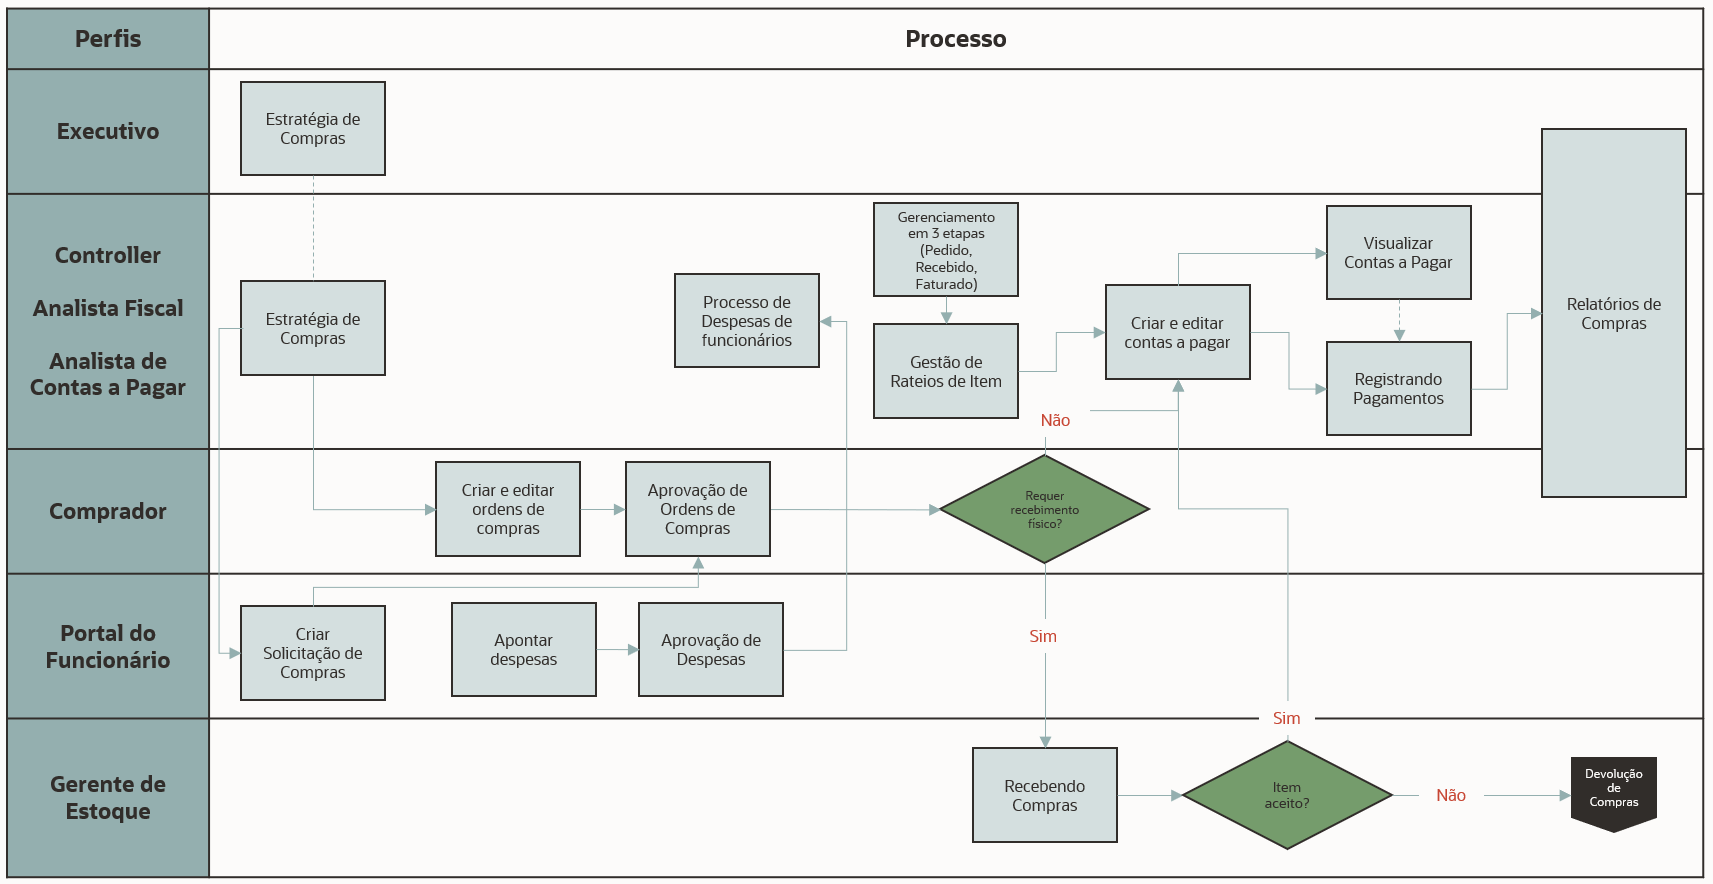 Perfis
Processo
Executivo
Estratégia de
Compras
Controller
Analista Fiscal
Analista de
Contas a Pagar
Estratégia de
Compras
Processo de
Despesas de
funcionários
Gerenciamento
em 3 etapas
(Pedido,
Recebido,
Faturado)
Gestão de
Rateios de Item
Criar e editar
contas a pagar
Visualizar
Contas a Pagar
Registrando
Pagamentos
Relatórios de
Compras
Não
Comprador
Criar e editar
ordens de
compras
Aprovação de
Ordens de
Compras
Requer
recebimento
físico?
Portal do
Funcionário
Criar
Solicitação de
Compras
Apontar
despesas
Aprovação de
Despesas
Sim
Sim
Gerente de
Estoque
Recebendo
Compras
Item
aceito?
Não
Devolução
de
Compras